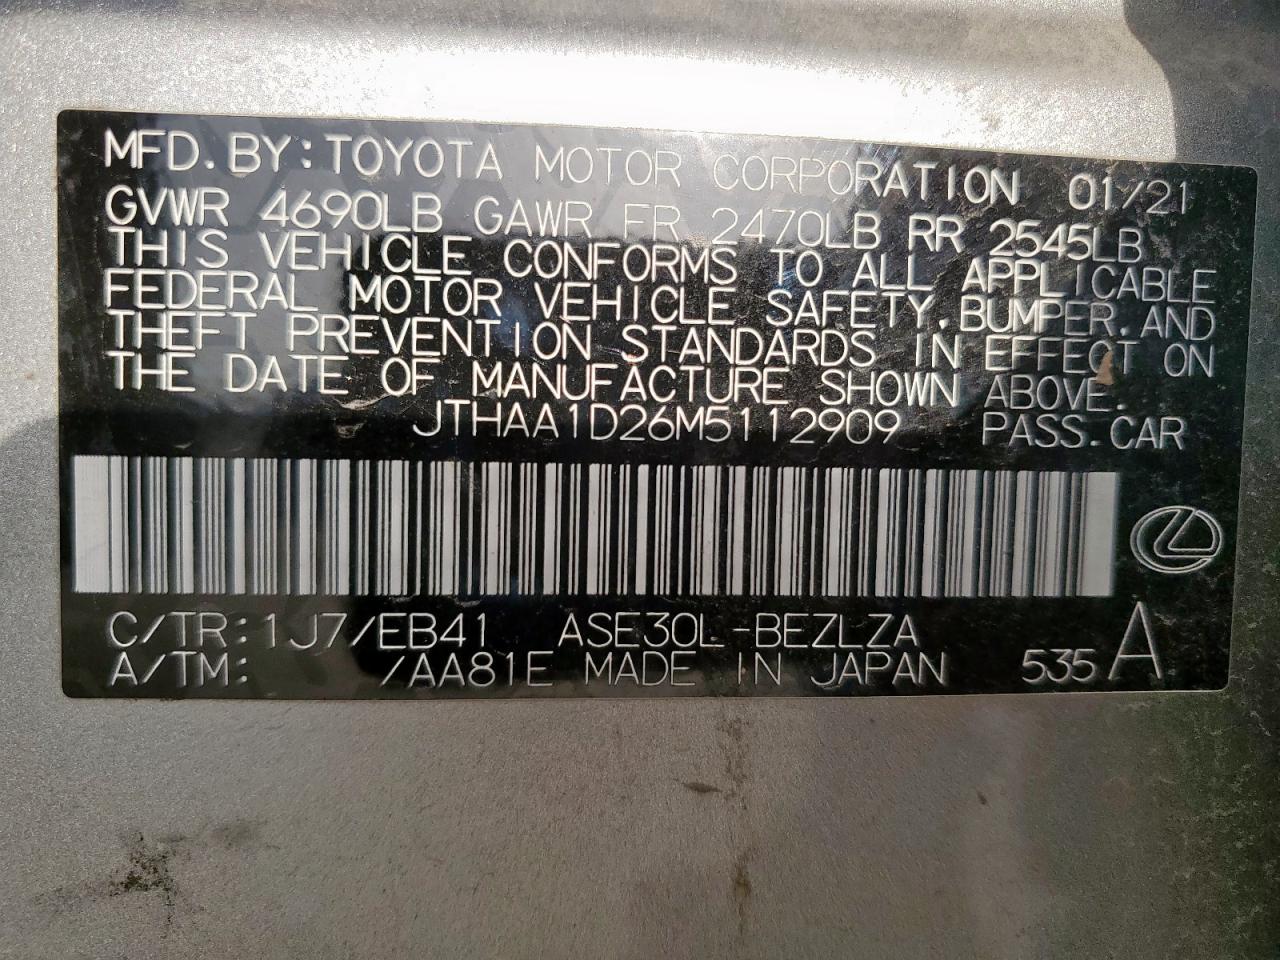 MFD.BY:TOYOTA MOTOR CORPORATION 01/21
GVWR 4690LB GAWR FR 2470LB RR 2545LB
THIS VEHICLE CONFORMS TO ALL APPLICABLE
FEDERAL MOTOR VEHICLE SAFETY,BUMPER,AND
THEFT PREVENTION STANDARDS IN EFFECT ON
THE DATE OF MANUFACTURE SHOWN ABOVE.
JTHAA1D26M5112909 PASS.CAR
C/TR:1J7/EB41 ASE30L-BEZLZA
A/TM: /AA81E MADE IN JAPAN 535 A